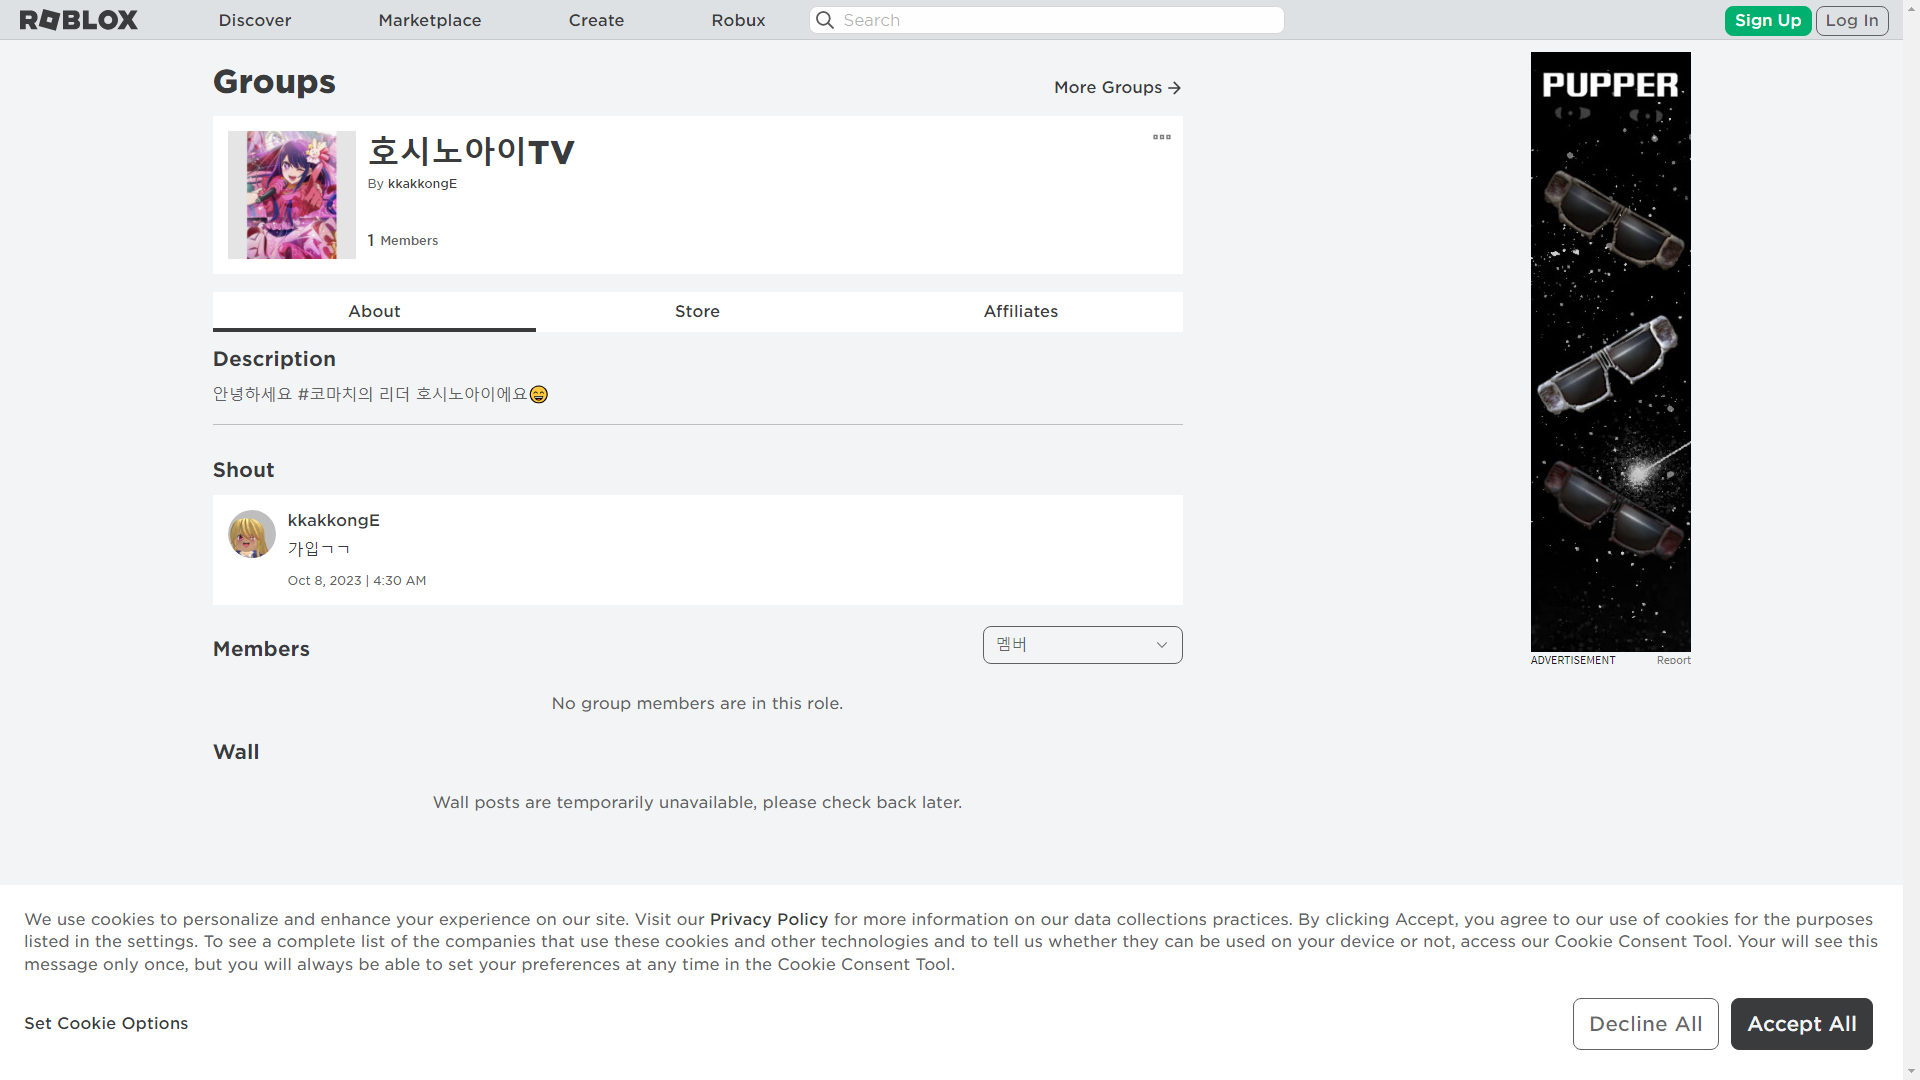 ROBLOX
Discover
Marketplace
Create
Robux
Search
Sign Up
Log In
Groups
More Groups
호시노아이TV
By kkakkongE
1 Members
About
Store
Affiliates
Description
안녕하세요 #코마치의 리더 호시노아이에요😄
Shout
kkakkongE
가입ㄱㄱ
Oct 8, 2023 | 4:30 AM
Members
멤버
No group members are in this role.
Wall
Wall posts are temporarily unavailable, please check back later.
PUPPER
ADVERTISEMENT
Report
We use cookies to personalize and enhance your experience on our site. Visit our Privacy Policy for more information on our data collections practices. By clicking Accept, you agree to our use of cookies for the purposes
listed in the settings. To see a complete list of the companies that use these cookies and other technologies and to tell us whether they can be used on your device or not, access our Cookie Consent Tool. Your will see this
message only once, but you will always be able to set your preferences at any time in the Cookie Consent Tool.
Set Cookie Options
Decline All
Accept All